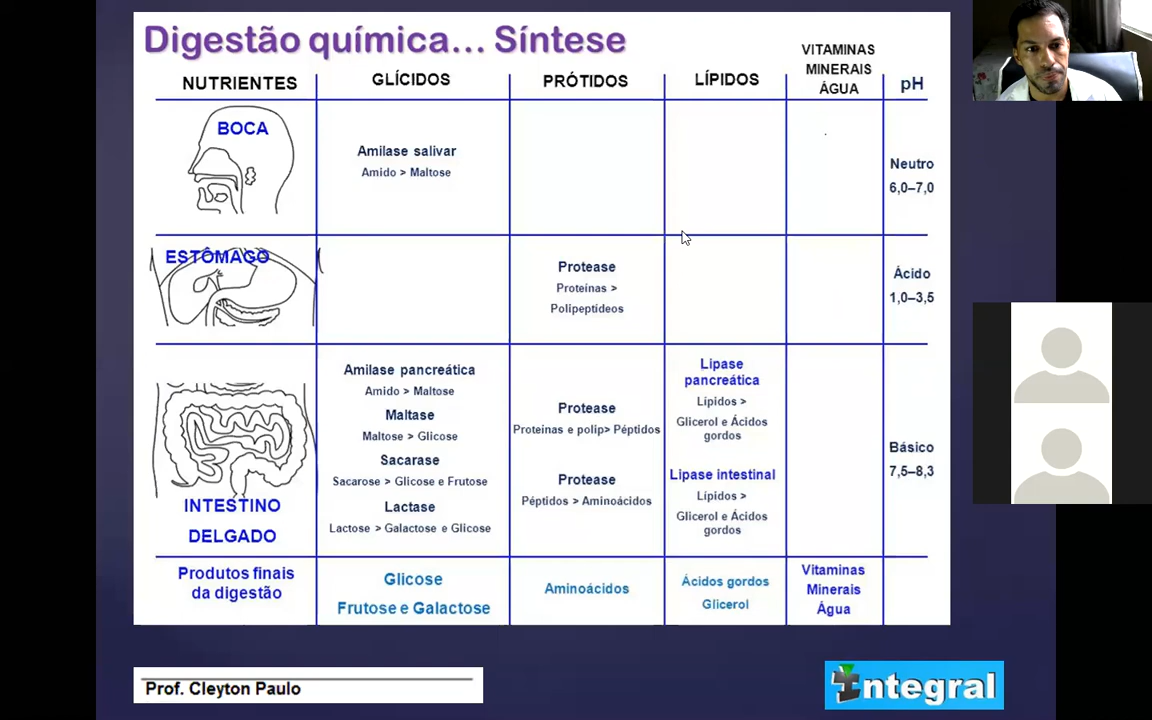 Digestão química... Síntese
NUTRIENTES
GLÍCIDOS
PRÓTIDOS
LÍPIDOS
VITAMINAS
MINERAIS
ÁGUA
pH
BOCA
Amilase salivar
Amido > Maltose
Neutro
6,0–7,0
ESTÔMAGO
Protease
Proteínas >
Polipeptídeos
Ácido
1,0–3,5
INTESTINO
DELGADO
Amilase pancreática
Amido > Maltose
Maltase
Maltose > Glicose
Sacarase
Sacarose > Glicose e Frutose
Lactase
Lactose > Galactose e Glicose
Protease
Proteínas e polip> Péptidos
Protease
Péptidos > Aminoácidos
Lipase
pancreática
Lípidos >
Glicerol e Ácidos
gordos
Lipase intestinal
Lípidos >
Glicerol e Ácidos
gordos
Básico
7,5–8,3
Produtos finais
da digestão
Glicose
Frutose e Galactose
Aminoácidos
Ácidos gordos
Glicerol
Vitaminas
Minerais
Água
Prof. Cleyton Paulo
Integral